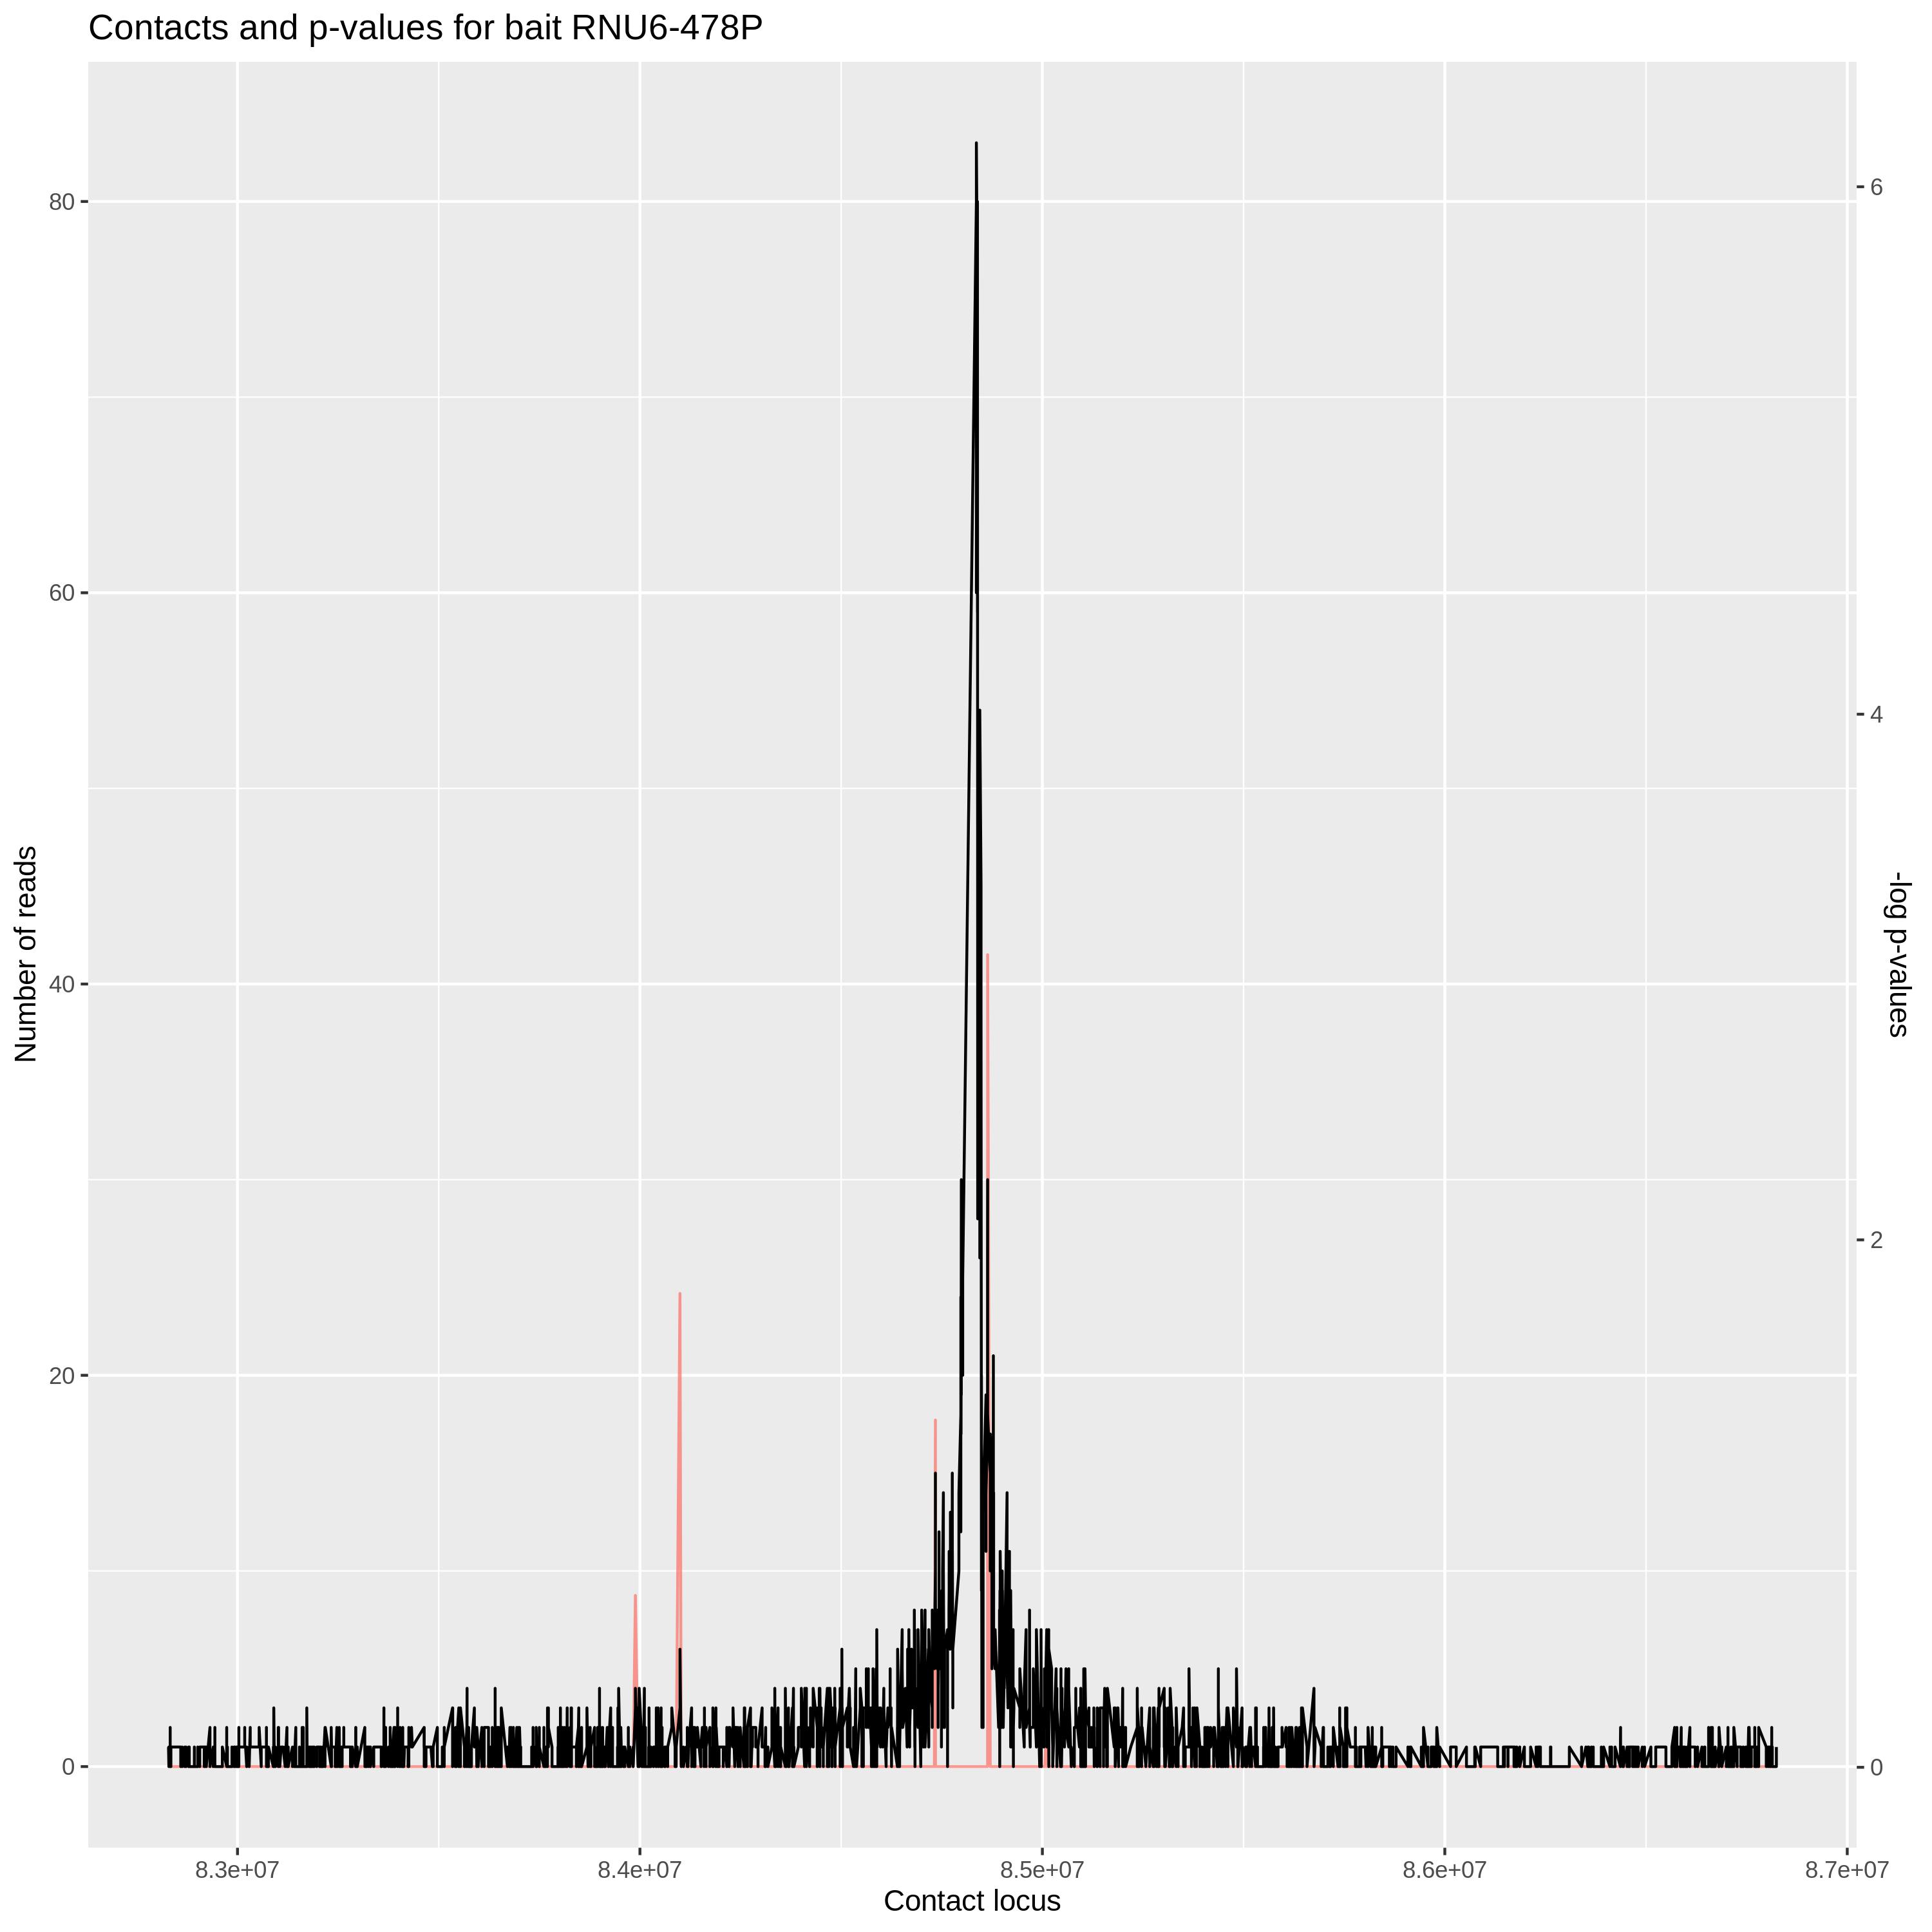 Contacts and p-values for bait RNU6-478P
80
60
40
20
0
Number of reads
6
4
2
0
-log p-values
8.3e+07 8.4e+07 8.5e+07 8.6e+07 8.7e+07
Contact locus